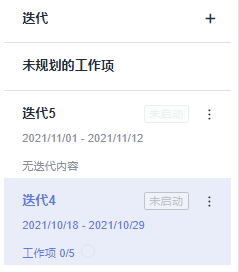 迭代
未规划的工作项
迭代5 未启动
2021/11/01 - 2021/11/12
无迭代内容
迭代4 未启动
2021/10/18 - 2021/10/29
工作项 0/5